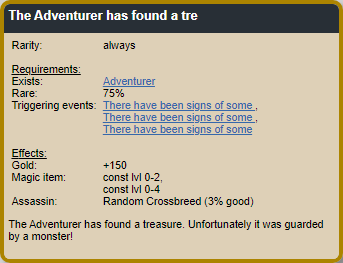 The Adventurer has found a tre
Rarity: always
Requirements:
Exists: Adventurer
Rare: 75%
Triggering events: There have been signs of some ,
There have been signs of some ,
There have been signs of some
Effects:
Gold: +150
Magic item: const lvl 0-2,
const lvl 0-4
Assassin: Random Crossbreed (3% good)
The Adventurer has found a treasure. Unfortunately it was guarded
by a monster!